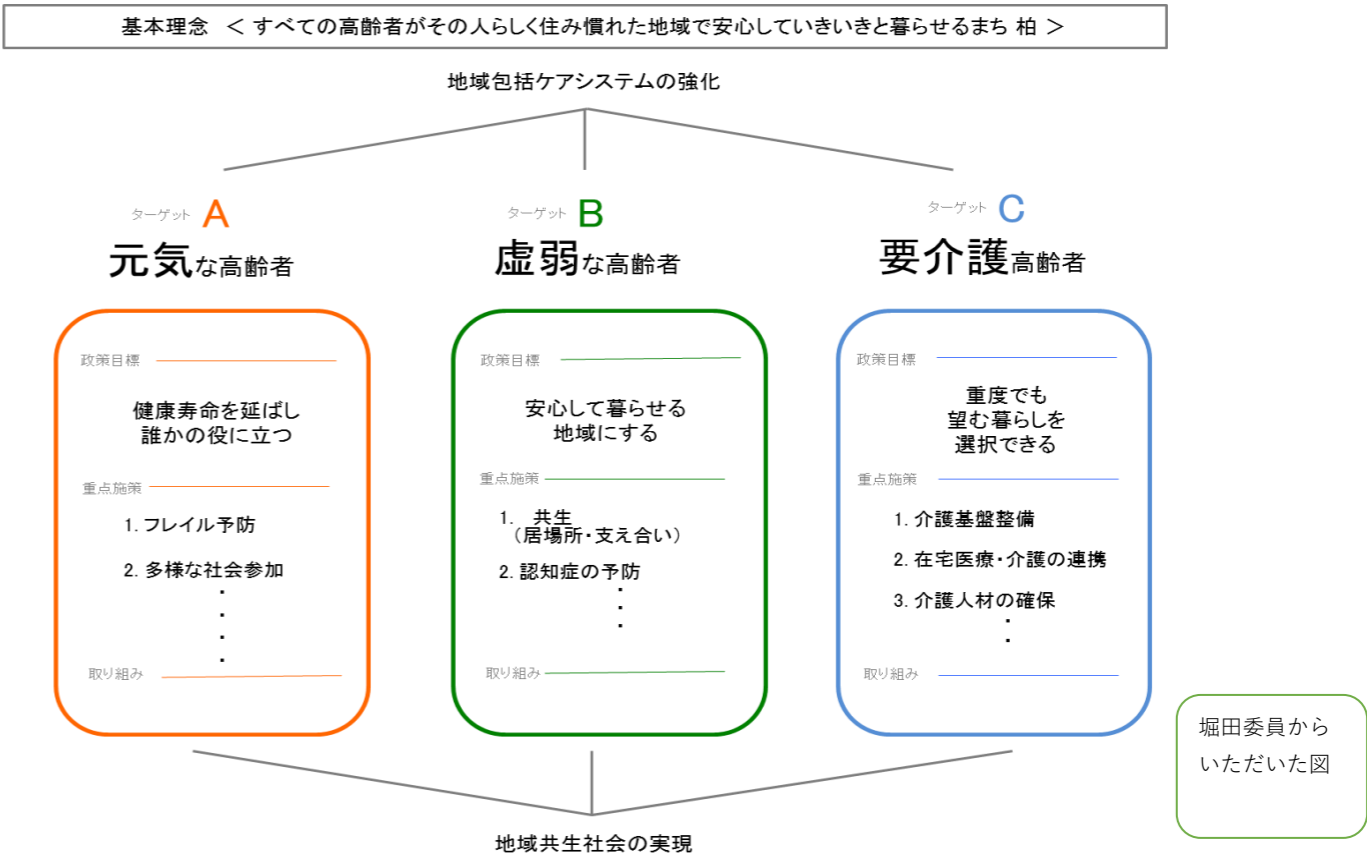 基本理念 ＜ すべての高齢者がその人らしく住み慣れた地域で安心していきいきと暮らせるまち 柏 ＞
地域包括ケアシステムの強化
ターゲット A
元気な高齢者
政策目標
健康寿命を延ばし
誰かの役に立つ
重点施策
1. フレイル予防
2. 多様な社会参加
・
・
・
・
取り組み
ターゲット B
虚弱な高齢者
政策目標
安心して暮らせる
地域にする
重点施策
1. 共生
（居場所・支え合い）
2. 認知症の予防
・
・
・
取り組み
ターゲット C
要介護高齢者
政策目標
重度でも
望む暮らしを
選択できる
重点施策
1. 介護基盤整備
2. 在宅医療・介護の連携
3. 介護人材の確保
・
・
取り組み
地域共生社会の実現
堀田委員から
いただいた図